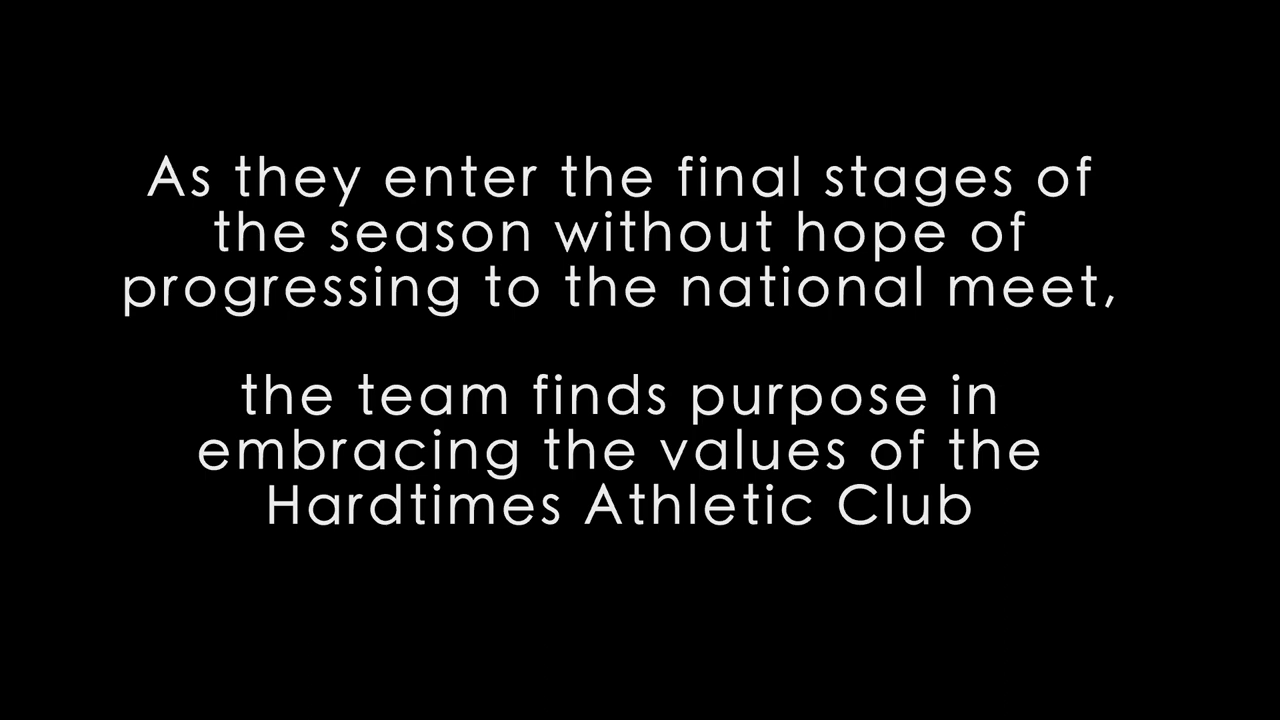 As they enter the final stages of
the season without hope of
progressing to the national meet,
the team finds purpose in
embracing the values of the
Hardtimes Athletic Club